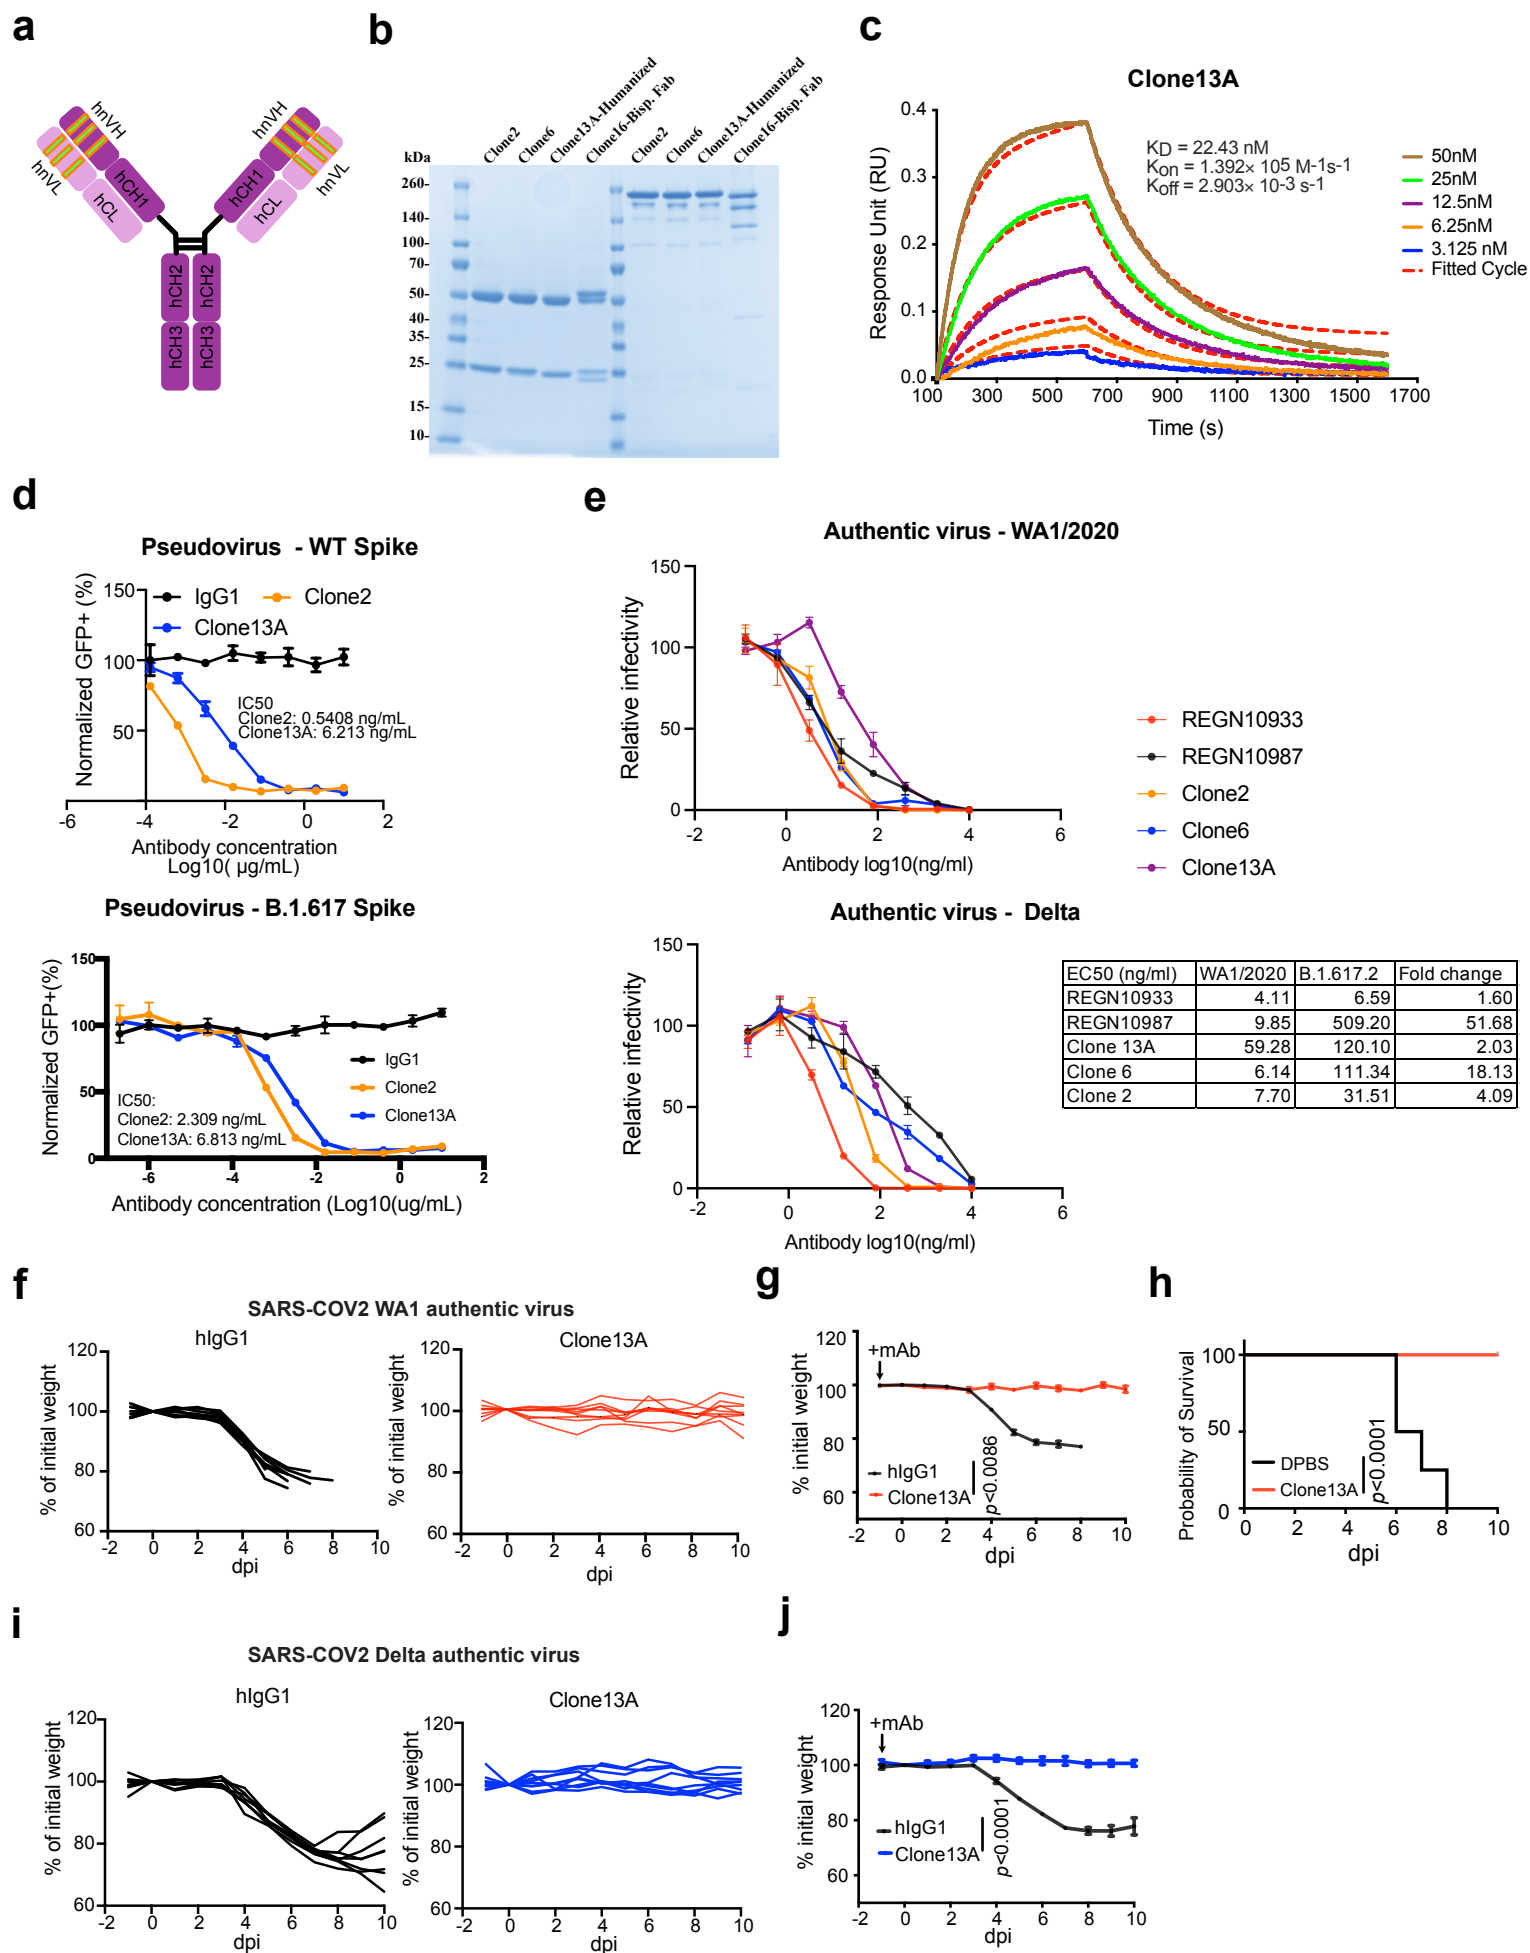 a
hnVH
hnVL
hCH1
hCL
hnVH
hnVL
hCH1
hCL
hCH2
hCH2
hCH3
hCH3
b
Clone2
Clone6
Clone13A-Humanized
Clone16-Bisp. Fab
Clone2
Clone6
Clone13A-Humanized
Clone16-Bisp. Fab
kDa
260-
140-
100-
70-
50-
40-
35-
25-
15-
10-
c
Clone13A
Response Unit (RU)
0.4
0.3
0.2
0.1
0.0
KD = 22.43 nM
Kon = 1.392× 105 M-1s-1
Koff = 2.903× 10-3 s-1
50nM
25nM
12.5nM
6.25nM
3.125 nM
Fitted Cycle
100 300 500 700 900 1100 1300 1500 1700
Time (s)
d
Pseudovirus - WT Spike
Normalized GFP+ (%)
150
100
50
IgG1 Clone2
Clone13A
IC50
Clone2: 0.5408 ng/mL
Clone13A: 6.213 ng/mL
-6 -4 -2 0 2
Antibody concentration
Log10( µg/mL)
Pseudovirus - B.1.617 Spike
Normalized GFP+(%)
150
100
50
0
IgG1
Clone2
Clone13A
IC50:
Clone2: 2.309 ng/mL
Clone13A: 6.813 ng/mL
-6 -4 -2 0 2
Antibody concentration (Log10(ug/mL)
e
Authentic virus - WA1/2020
Relative infectivity
150
100
50
0
-2 0 2 4 6
Antibody log10(ng/ml)
REGN10933
REGN10987
Clone2
Clone6
Clone13A
Authentic virus - Delta
Relative infectivity
150
100
50
0
-2 0 2 4 6
Antibody log10(ng/ml)
EC50 (ng/ml) WA1/2020 B.1.617.2 Fold change
REGN10933 4.11 6.59 1.60
REGN10987 9.85 509.20 51.68
Clone 13A 59.28 120.10 2.03
Clone 6 6.14 111.34 18.13
Clone 2 7.70 31.51 4.09
f
SARS-COV2 WA1 authentic virus
hIgG1
% of initial weight
120
100
80
60
-2 0 2 4 6 8 10
dpi
Clone13A
% of initial weight
120
100
80
60
-2 0 2 4 6 8 10
dpi
g
% initial weight
120
100
80
60
+mAb
hIgG1
Clone13A
p<0.0086
-2 0 2 4 6 8 10
dpi
h
Probability of Survival
100
50
0
DPBS
Clone13A
p<0.0001
0 2 4 6 8 10
dpi
i
SARS-COV2 Delta authentic virus
hIgG1
% of initial weight
120
100
80
60
-2 0 2 4 6 8 10
dpi
Clone13A
% of initial weight
120
100
80
60
-2 0 2 4 6 8 10
dpi
j
% initial weight
120
100
80
60
+mAb
hIgG1
Clone13A
p<0.0001
-2 0 2 4 6 8 10
dpi